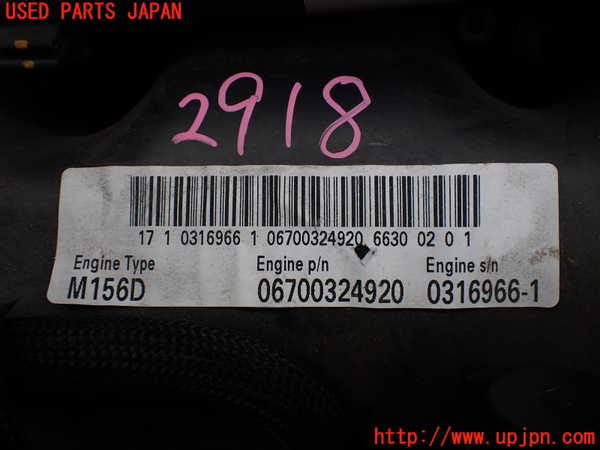 USED PARTS JAPAN
2918
17 1 0316966 1 06700324920 6630 02 0 1
Engine Type Engine p/n Engine s/n
M156D 06700324920 0316966-1
http://www.upjpn.com/